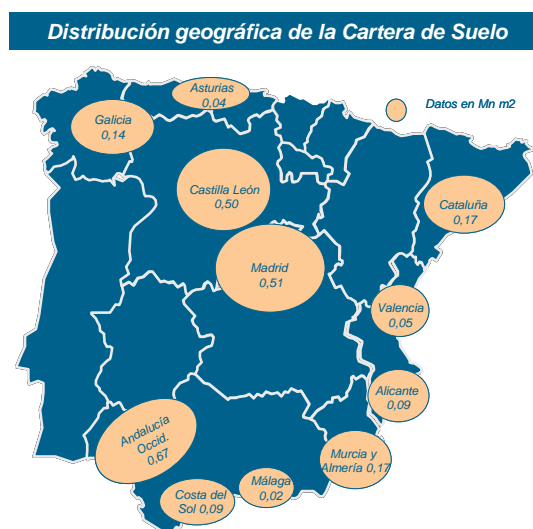 Distribución geográfica de la Cartera de Suelo
Asturias
0,04
Datos en Mn m2
Galicia
0,14
Castilla León
0,50
Cataluña
0,17
Madrid
0,51
Valencia
0,05
Alicante
0,09
Andalucía
Occid.
0,67
Murcia y
Almería 0,17
Málaga
0,02
Costa del
Sol 0,09